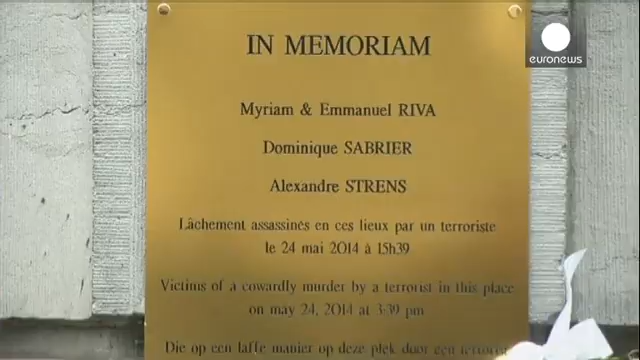 IN MEMORIAM
euronews
Myriam & Emmanuel RIVA
Dominique SABRIER
Alexandre STRENS
Lâchement assassinés en ces lieux par un terroriste
le 24 mai 2014 à 15h39
Victims of a cowardly murder by a terrorist in this place
on may 24, 2014 at 3:39 pm
Die op een laffe manier op deze plek door een terrorist